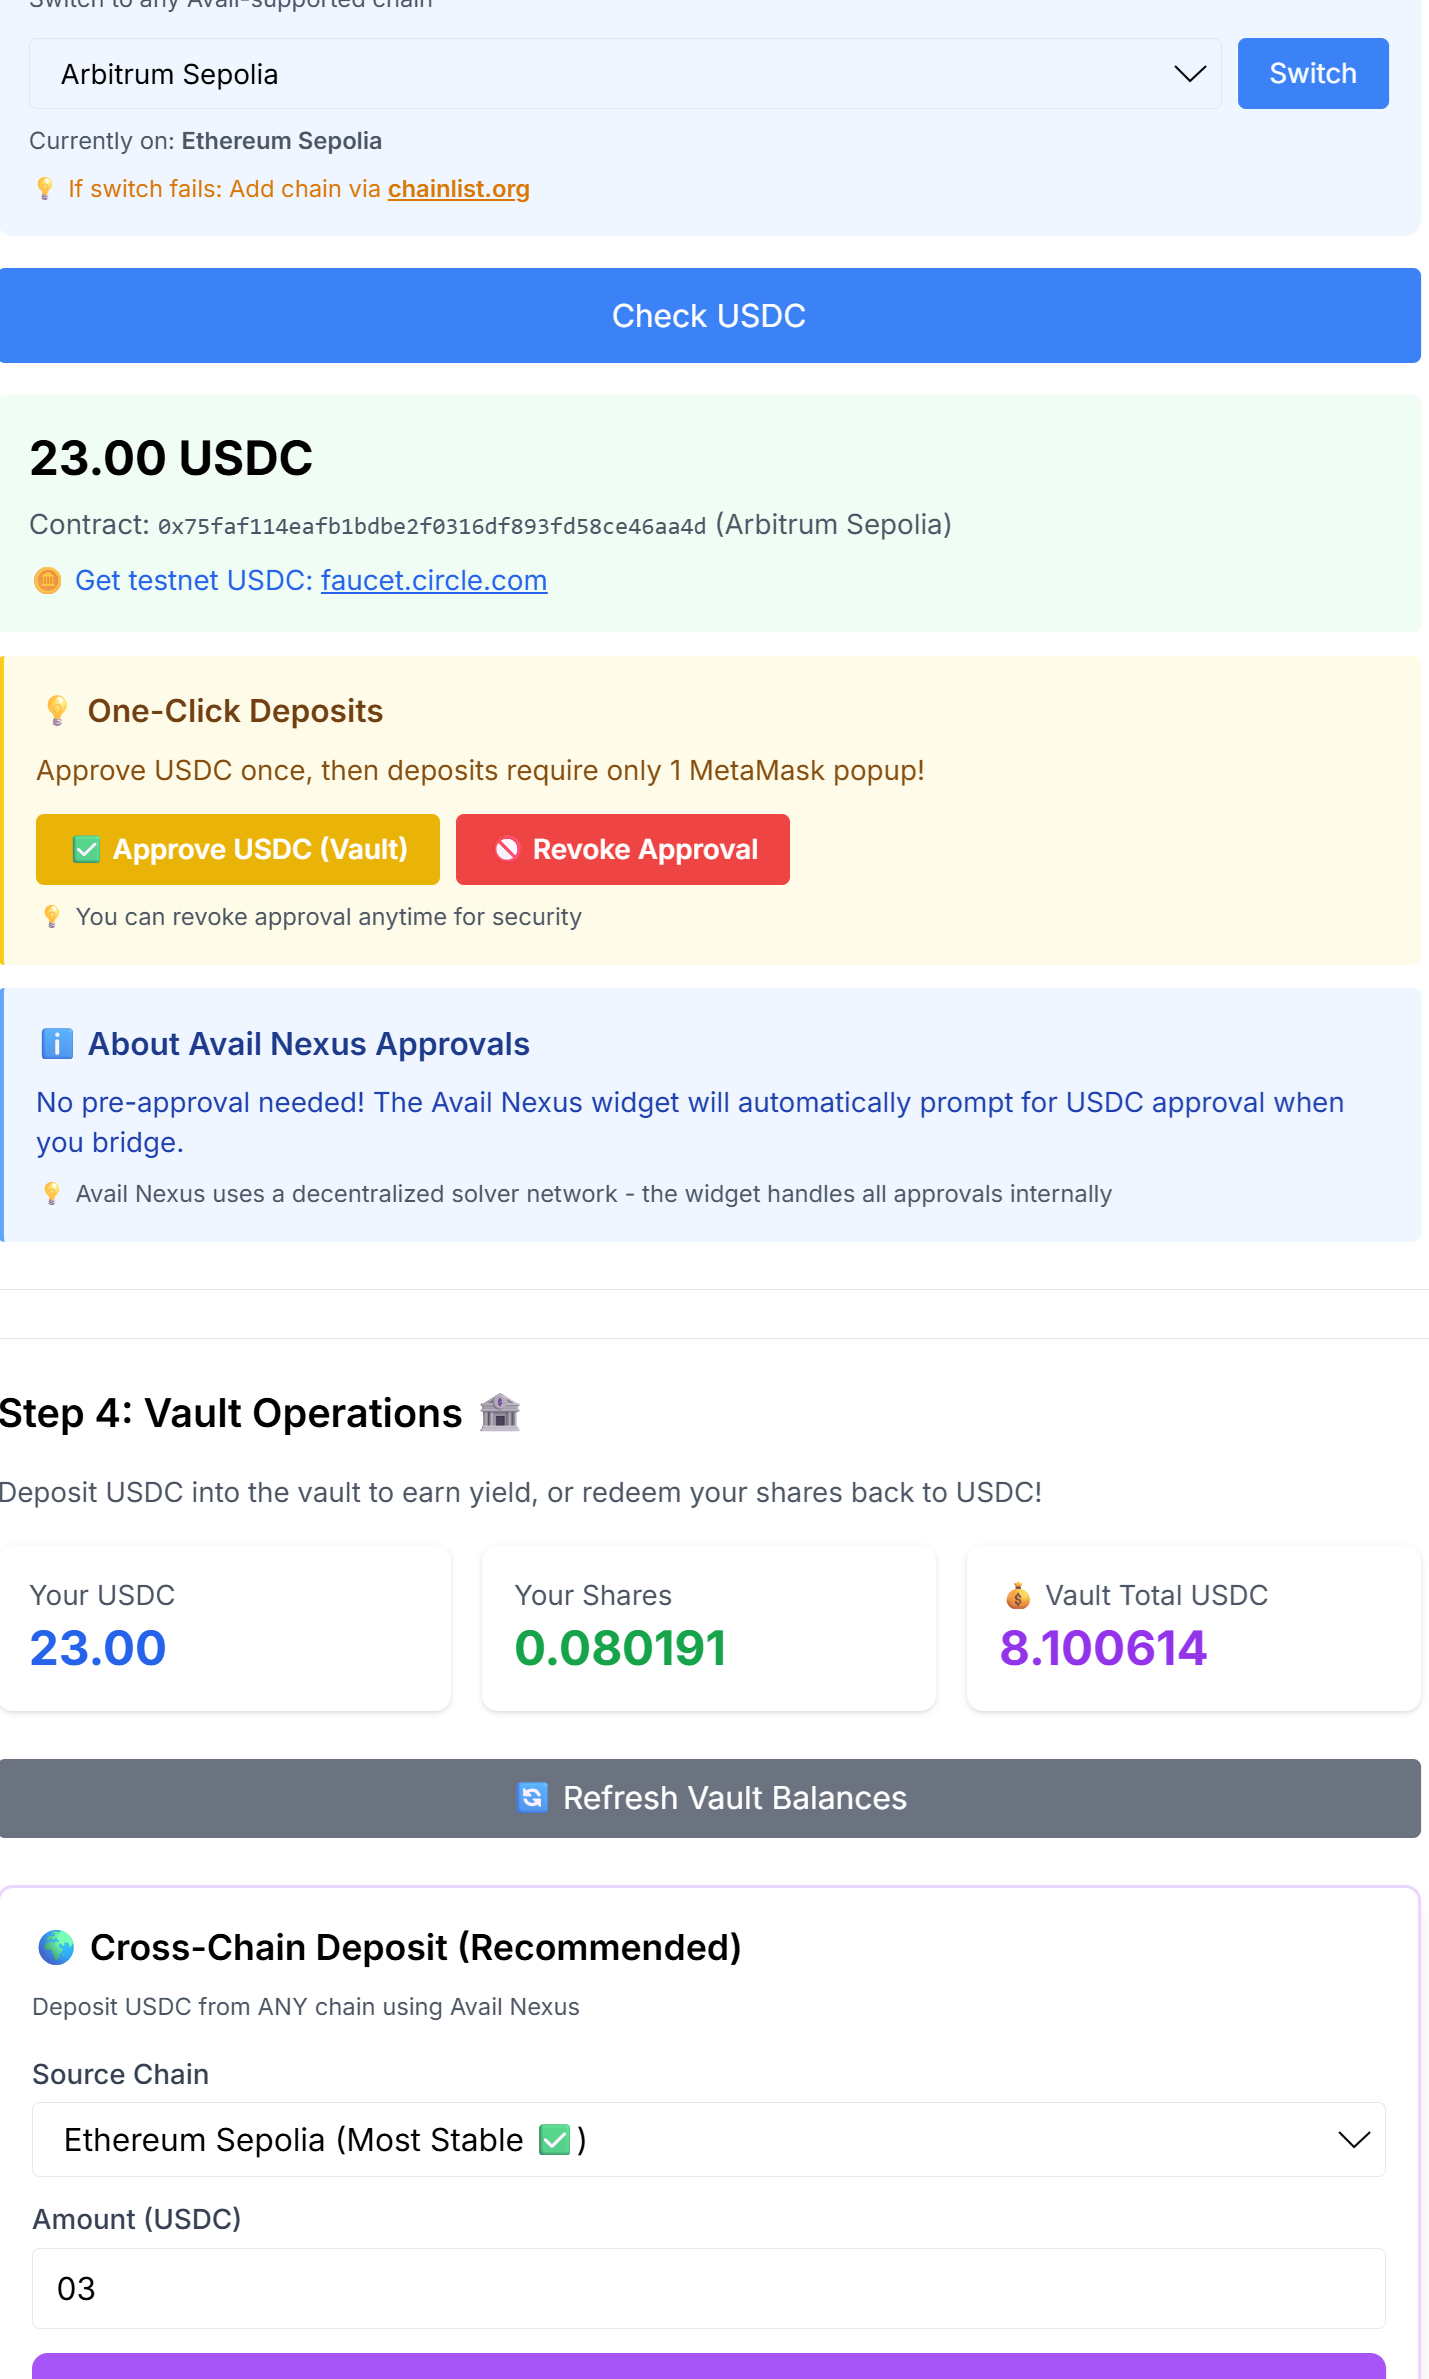 Switch to any Avail-supported chain
Arbitrum Sepolia
Switch
Currently on: Ethereum Sepolia
💡 If switch fails: Add chain via chainlist.org
Check USDC
23.00 USDC
Contract: 0x75faf114eafb1bdbe2f0316df893fd58ce46aa4d (Arbitrum Sepolia)
🪙 Get testnet USDC: faucet.circle.com
💡 One-Click Deposits
Approve USDC once, then deposits require only 1 MetaMask popup!
✅ Approve USDC (Vault)
🚫 Revoke Approval
💡 You can revoke approval anytime for security
ℹ️ About Avail Nexus Approvals
No pre-approval needed! The Avail Nexus widget will automatically prompt for USDC approval when
you bridge.
💡 Avail Nexus uses a decentralized solver network - the widget handles all approvals internally
Step 4: Vault Operations 🏦
Deposit USDC into the vault to earn yield, or redeem your shares back to USDC!
Your USDC
23.00
Your Shares
0.080191
💰 Vault Total USDC
8.100614
🔄 Refresh Vault Balances
🌍 Cross-Chain Deposit (Recommended)
Deposit USDC from ANY chain using Avail Nexus
Source Chain
Ethereum Sepolia (Most Stable ✅)
Amount (USDC)
03